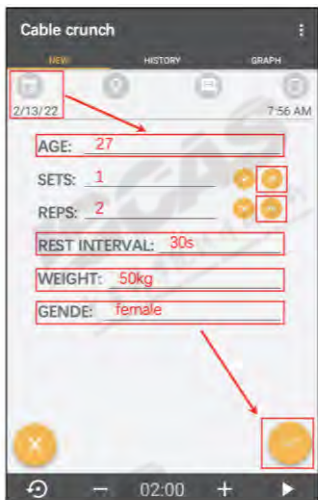 Cable crunch
NEW HISTORY GRAPH
2/13/22 7:56 AM
AGE: 27
SETS: 1
REPS: 2
REST INTERVAL: 30s
WEIGHT: 50kg
GENDE: female
02:00